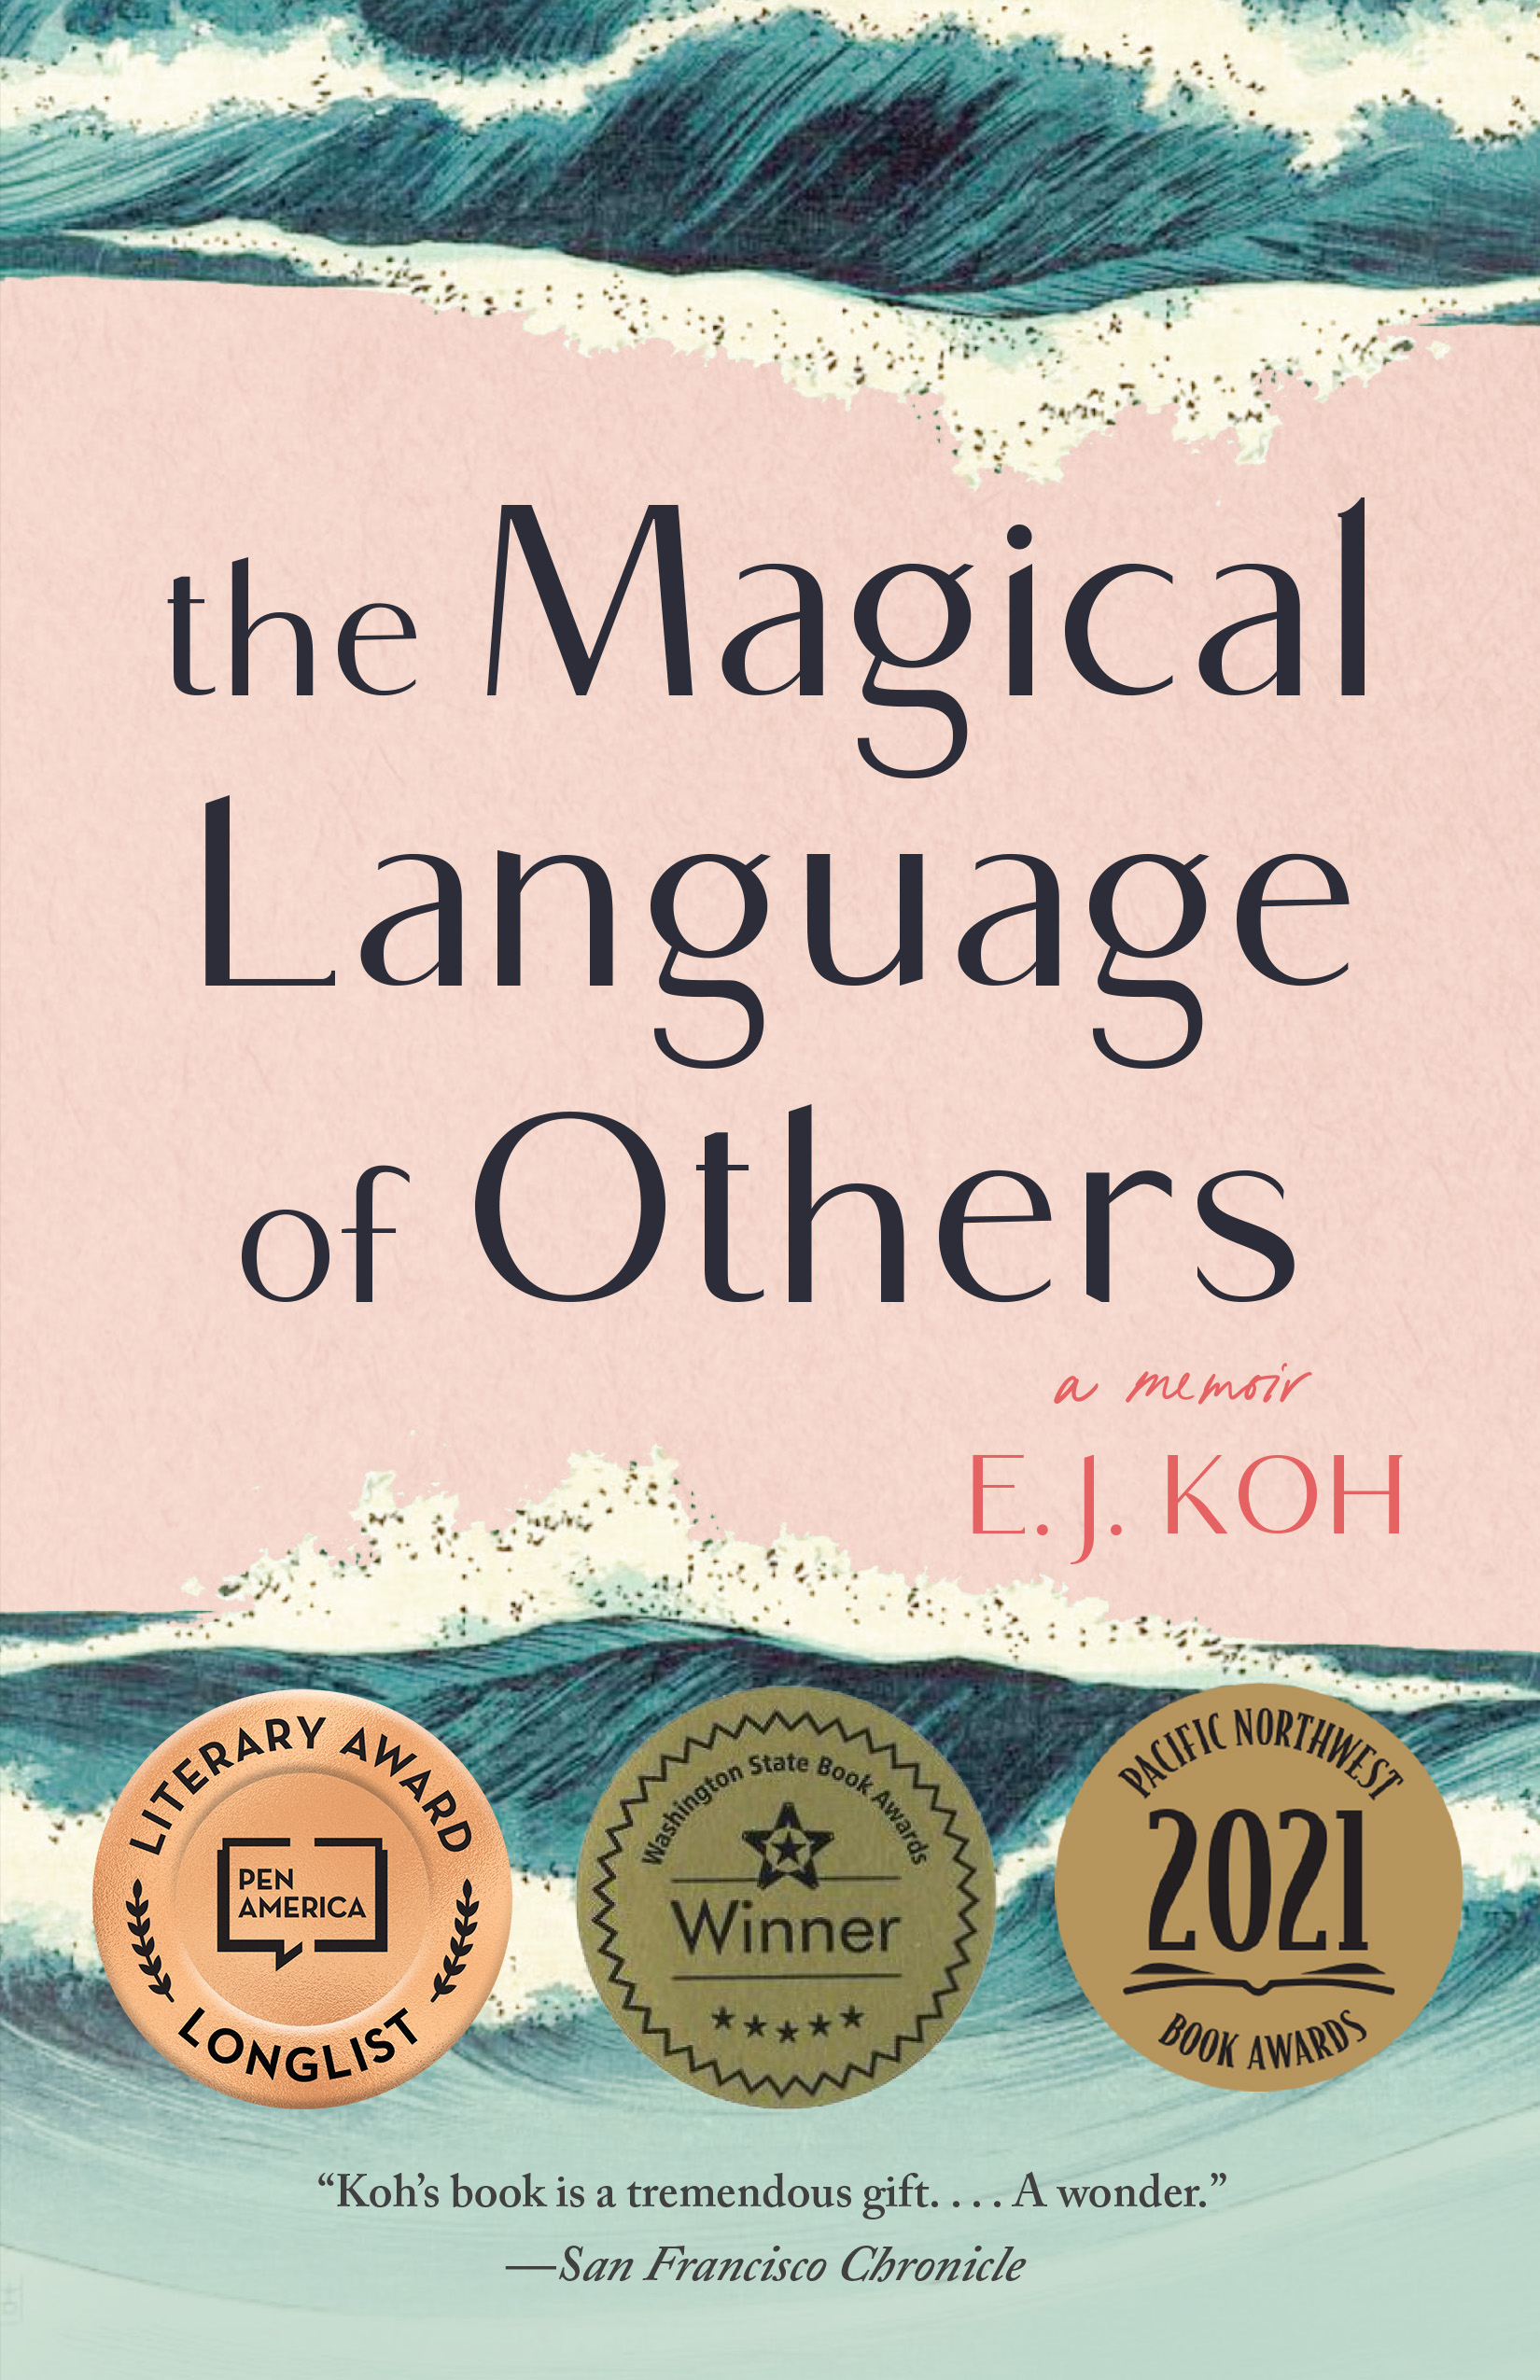 the Magical
Language
of Others
a memoir
E. J. KOH
LITERARY AWARD
PEN
AMERICA
LONGLIST
Washington State Book Awards
Winner
PACIFIC NORTHWEST
2021
BOOK AWARDS
“Koh’s book is a tremendous gift. . . . A wonder.”
—San Francisco Chronicle